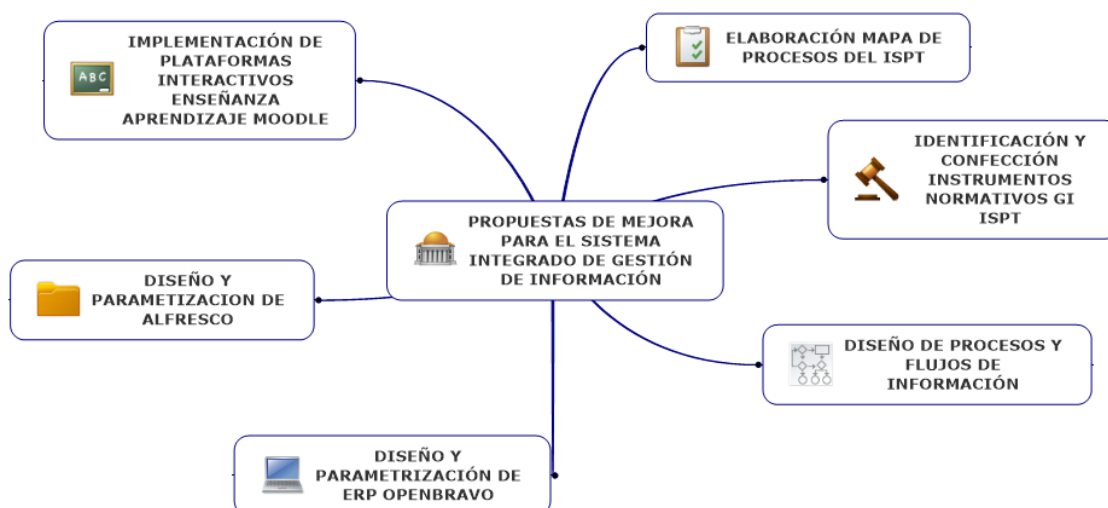 IMPLEMENTACIÓN DE
PLATAFORMAS
INTERACTIVOS
ENSEÑANZA
APRENDIZAJE MOODLE
ABC
ELABORACIÓN MAPA DE
PROCESOS DEL ISPT
IDENTIFICACIÓN Y
CONFECCIÓN
INSTRUMENTOS
NORMATIVOS GI
ISPT
PROPUESTAS DE MEJORA
PARA EL SISTEMA
INTEGRADO DE GESTIÓN
DE INFORMACIÓN
DISEÑO Y
PARAMETIZACION DE
ALFRESCO
DISEÑO DE PROCESOS Y
FLUJOS DE
INFORMACIÓN
DISEÑO Y
PARAMETRIZACIÓN DE
ERP OPENBRAVO